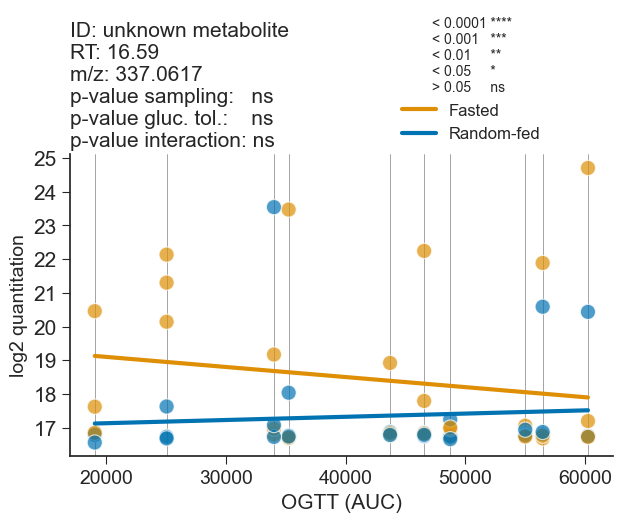 ID: unknown metabolite
RT: 16.59
m/z: 337.0617
p-value sampling: ns
p-value gluc. tol.: ns
p-value interaction: ns
< 0.0001 ****
< 0.001 ***
< 0.01 **
< 0.05 *
> 0.05 ns
Fasted
Random-fed
25
24
23
22
21
20
19
18
17
log2 quantitation
20000 30000 40000 50000 60000
OGTT (AUC)